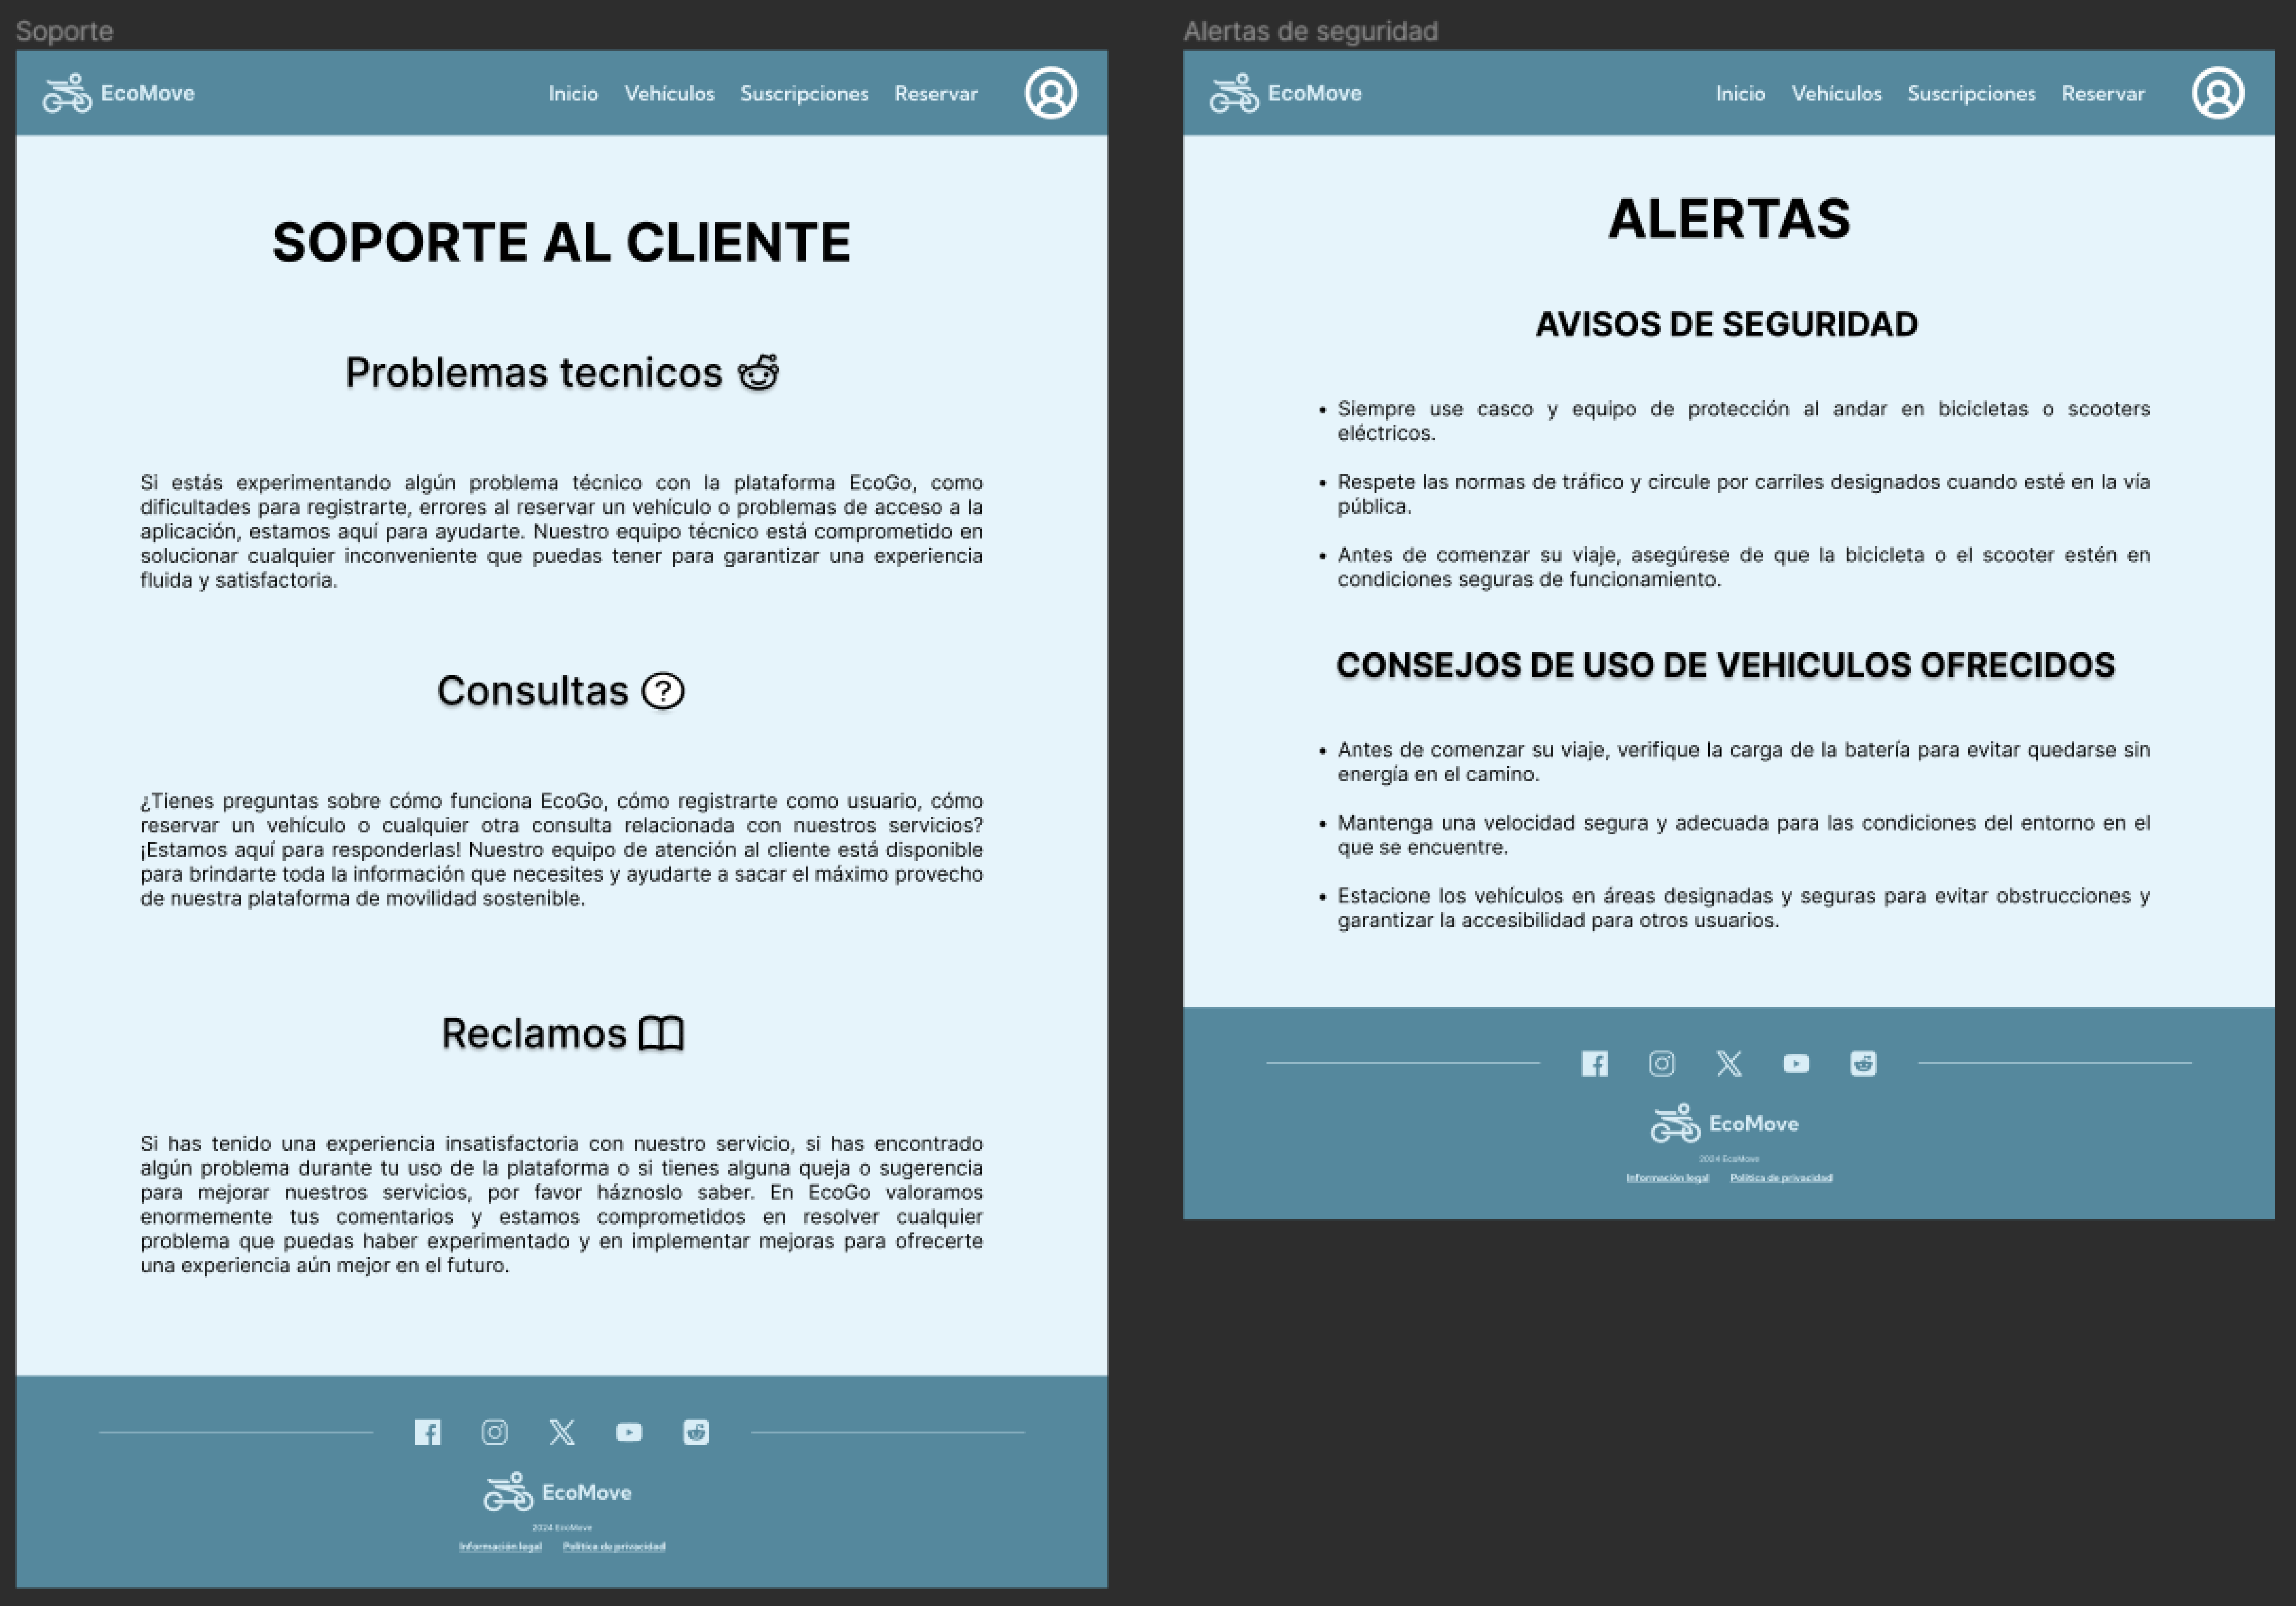 Soporte
EcoMove
Inicio Vehículos Suscripciones Reservar
SOPORTE AL CLIENTE
Problemas tecnicos
Si estás experimentando algún problema técnico con la plataforma EcoGo, como
dificultades para registrarte, errores al reservar un vehículo o problemas de acceso a la
aplicación, estamos aquí para ayudarte. Nuestro equipo técnico está comprometido en
solucionar cualquier inconveniente que puedas tener para garantizar una experiencia
fluida y satisfactoria.
Consultas
¿Tienes preguntas sobre cómo funciona EcoGo, cómo registrarte como usuario, cómo
reservar un vehículo o cualquier otra consulta relacionada con nuestros servicios?
¡Estamos aquí para responderlas! Nuestro equipo de atención al cliente está disponible
para brindarte toda la información que necesites y ayudarte a sacar el máximo provecho
de nuestra plataforma de movilidad sostenible.
Reclamos
Si has tenido una experiencia insatisfactoria con nuestro servicio, si has encontrado
algún problema durante tu uso de la plataforma o si tienes alguna queja o sugerencia
para mejorar nuestros servicios, por favor háznoslo saber. En EcoGo valoramos
enormemente tus comentarios y estamos comprometidos en resolver cualquier
problema que puedas haber experimentado y en implementar mejoras para ofrecerte
una experiencia aún mejor en el futuro.
EcoMove
2024 EcoMove
Información legal Política de privacidad
Alertas de seguridad
EcoMove
Inicio Vehículos Suscripciones Reservar
ALERTAS
AVISOS DE SEGURIDAD
• Siempre use casco y equipo de protección al andar en bicicletas o scooters
eléctricos.
• Respete las normas de tráfico y circule por carriles designados cuando esté en la vía
pública.
• Antes de comenzar su viaje, asegúrese de que la bicicleta o el scooter estén en
condiciones seguras de funcionamiento.
CONSEJOS DE USO DE VEHICULOS OFRECIDOS
• Antes de comenzar su viaje, verifique la carga de la batería para evitar quedarse sin
energía en el camino.
• Mantenga una velocidad segura y adecuada para las condiciones del entorno en el
que se encuentre.
• Estacione los vehículos en áreas designadas y seguras para evitar obstrucciones y
garantizar la accesibilidad para otros usuarios.
EcoMove
2024 EcoMove
Información legal Política de privacidad